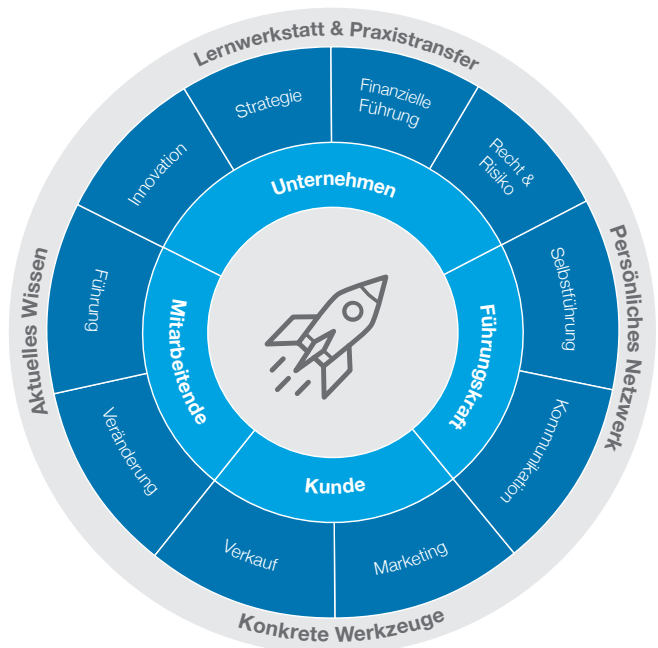 Lernwerkstatt & Praxistransfer
Strategie
Finanzielle
Führung
Innovation
Recht &
Risiko
Unternehmen
Aktuelles Wissen
Führung
Mitarbeitende
Führungskraft
Selbstführung
Persönliches Netzwerk
Veränderung
Kommunikation
Kunde
Verkauf
Marketing
Konkrete Werkzeuge